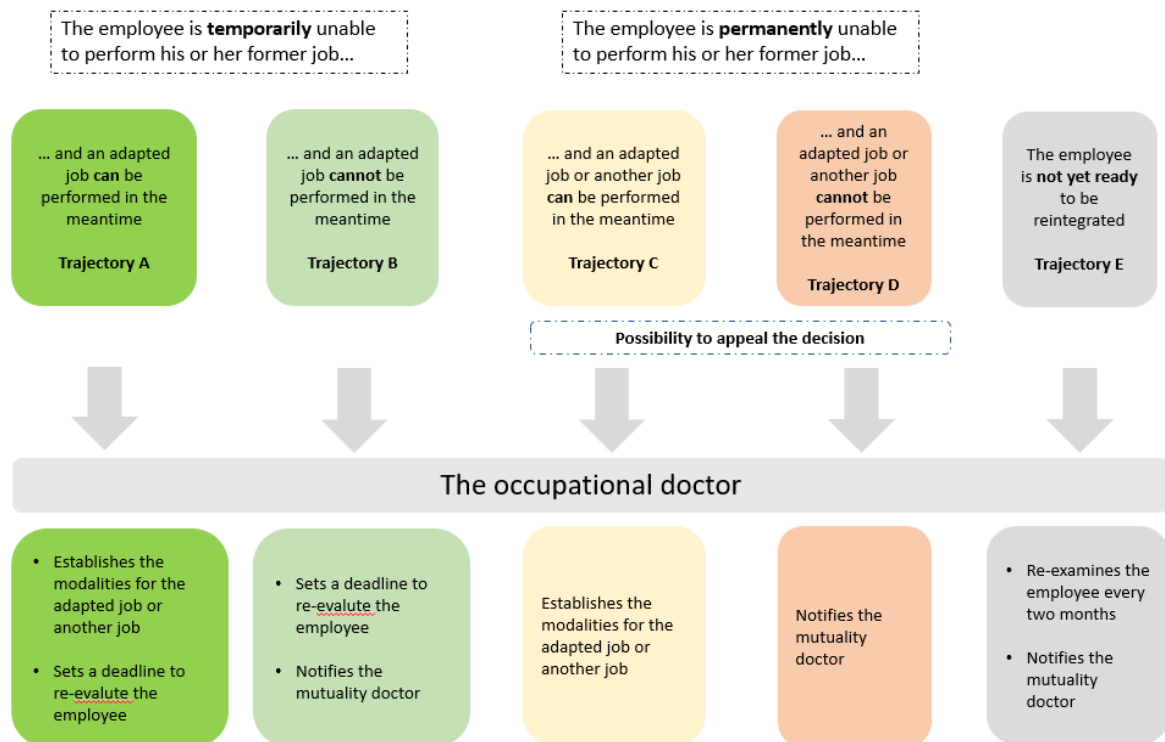 The employee is temporarily unable
to perform his or her former job...
The employee is permanently unable
to perform his or her former job...
... and an adapted
job can be
performed in the
meantime
Trajectory A
... and an adapted
job cannot be
performed in the
meantime
Trajectory B
... and an adapted
job or another job
can be performed
in the meantime
Trajectory C
... and an
adapted job or
another job
cannot be
performed in
the meantime
Trajectory D
The employee
is not yet ready
to be
reintegrated
Trajectory E
Possibility to appeal the decision
The occupational doctor
• Establishes the
modalities for the
adapted job or
another job
• Sets a deadline to
re-evalute the
employee
• Sets a deadline to
re-evalute the
employee
• Notifies the
mutuality doctor
Establishes the
modalities for the
adapted job or
another job
Notifies the
mutuality
doctor
• Re-examines the
employee every
two months
• Notifies the
mutuality
doctor